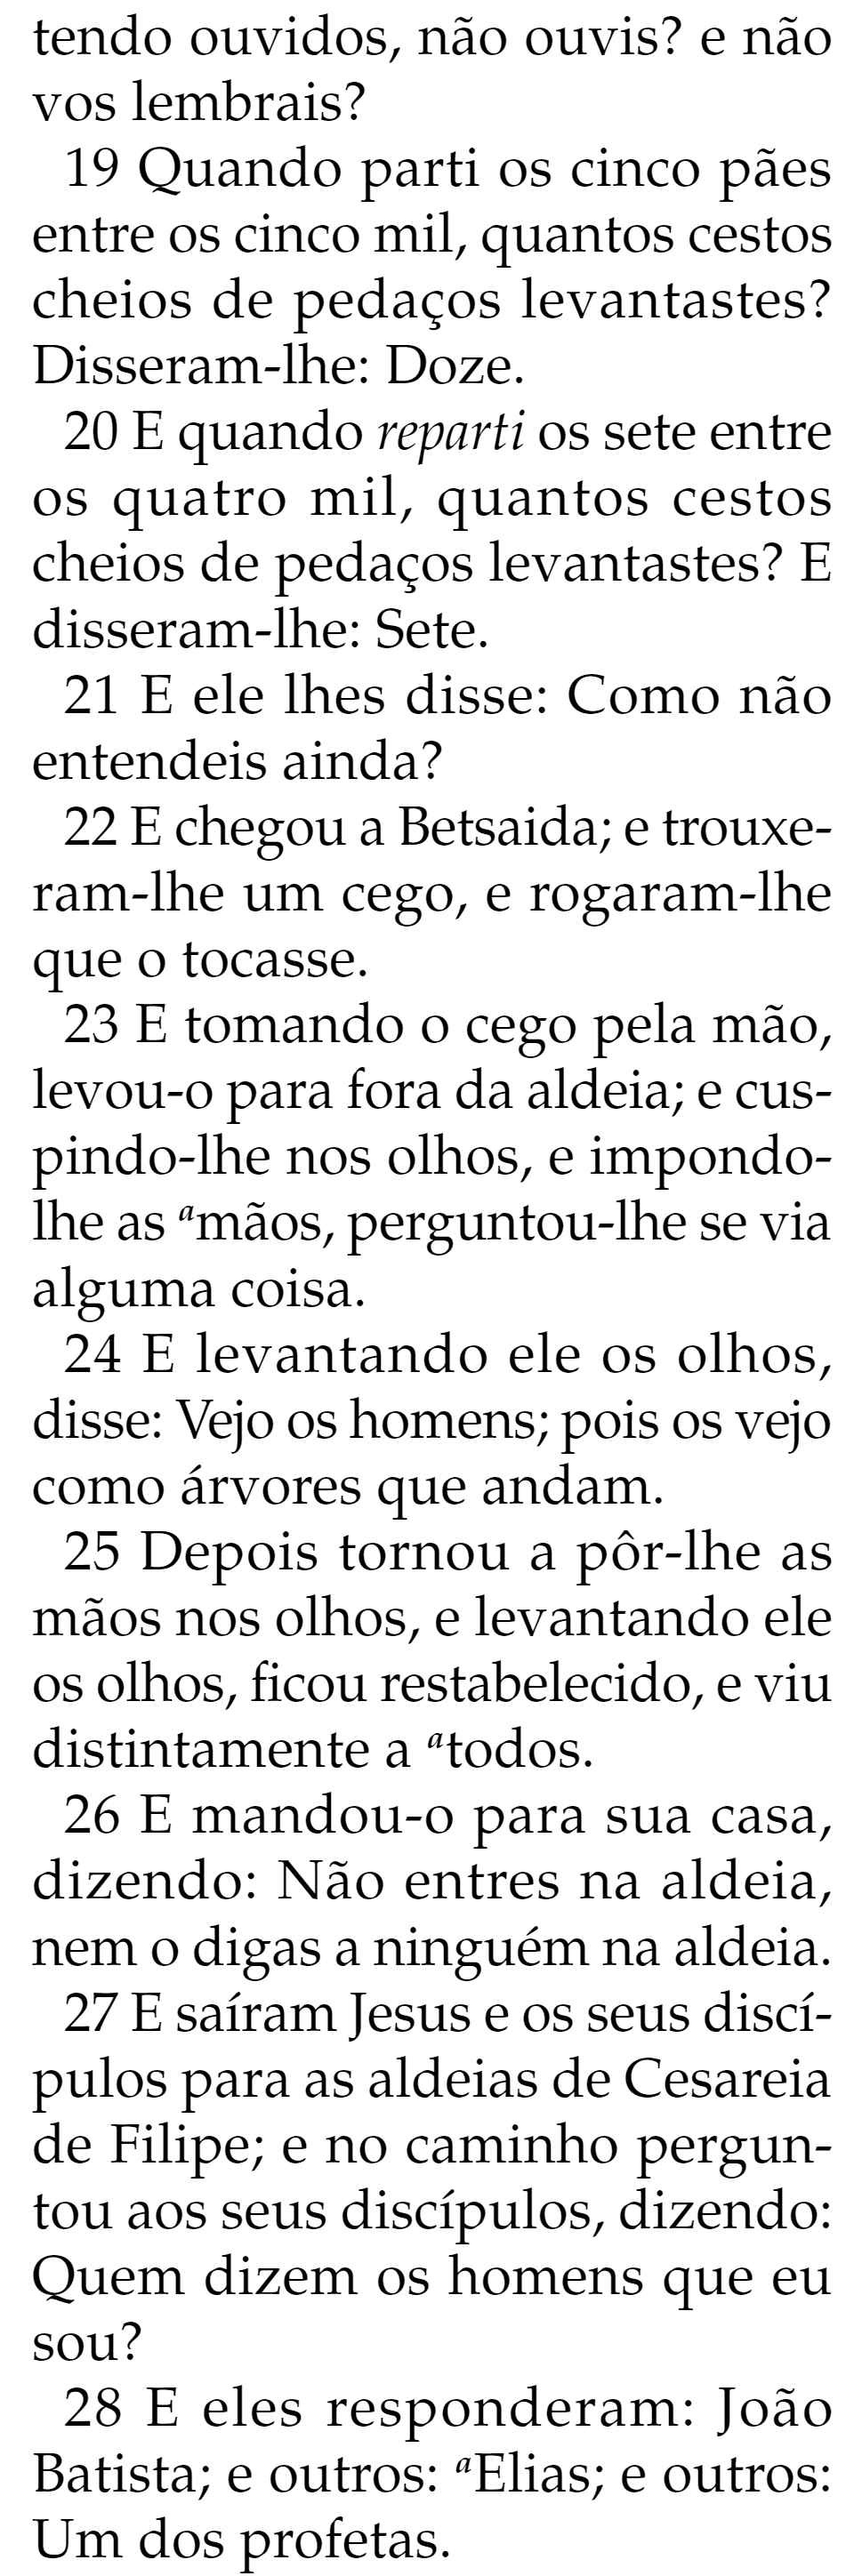 tendo ouvidos, não ouvis? e não
vos lembrais?
19 Quando parti os cinco pães
entre os cinco mil, quantos cestos
cheios de pedaços levantastes?
Disseram-lhe: Doze.
20 E quando reparti os sete entre
os quatro mil, quantos cestos
cheios de pedaços levantastes? E
disseram-lhe: Sete.
21 E ele lhes disse: Como não
entendeis ainda?
22 E chegou a Betsaida; e trouxe-
ram-lhe um cego, e rogaram-lhe
que o tocasse.
23 E tomando o cego pela mão,
levou-o para fora da aldeia; e cus-
pindo-lhe nos olhos, e impondo-
lhe as ᵃmãos, perguntou-lhe se via
alguma coisa.
24 E levantando ele os olhos,
disse: Vejo os homens; pois os vejo
como árvores que andam.
25 Depois tornou a pôr-lhe as
mãos nos olhos, e levantando ele
os olhos, ficou restabelecido, e viu
distintamente a ᵃtodos.
26 E mandou-o para sua casa,
dizendo: Não entres na aldeia,
nem o digas a ninguém na aldeia.
27 E saíram Jesus e os seus discí-
pulos para as aldeias de Cesareia
de Filipe; e no caminho pergun-
tou aos seus discípulos, dizendo:
Quem dizem os homens que eu
sou?
28 E eles responderam: João
Batista; e outros: ᵃElias; e outros:
Um dos profetas.